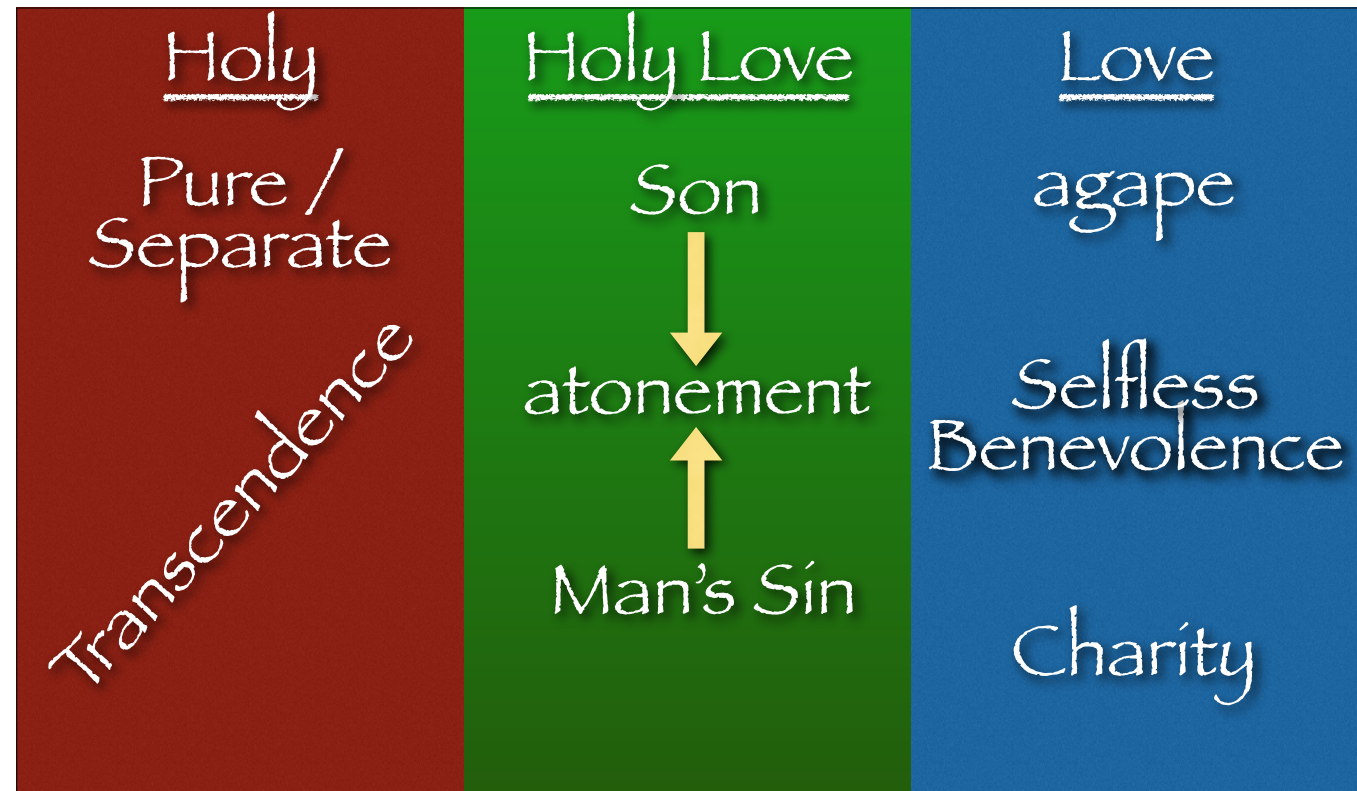 Holy
Pure /
Separate
Transcendence
Holy Love
Son
atonement
Man's Sin
Love
agape
Selfless
Benevolence
Charity